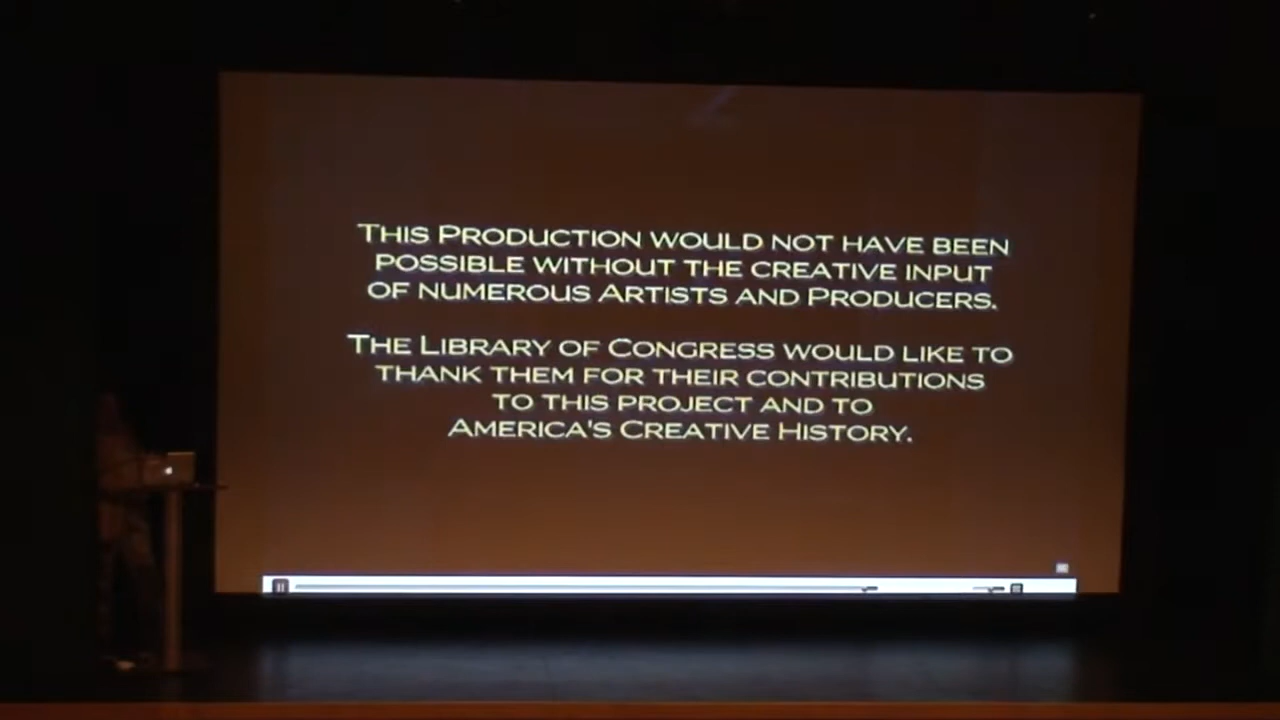 This Production would not have been
possible without the creative input
of numerous Artists and Producers.
The Library of Congress would like to
thank them for their contributions
to this project and to
America's Creative History.